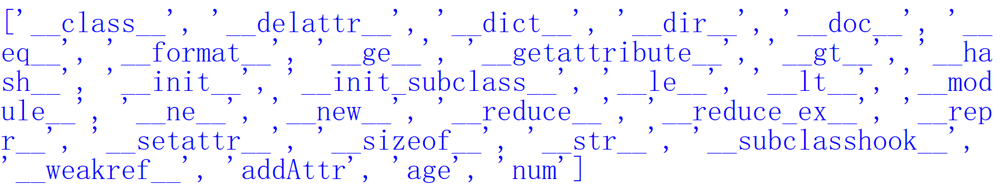 ['__class__', '__delattr__', '__dict__', '__dir__', '__doc__', '__
eq__', '__format__', '__ge__', '__getattribute__', '__gt__', '__ha
sh__', '__init__', '__init_subclass__', '__le__', '__lt__', '__mod
ule__', '__ne__', '__new__', '__reduce__', '__reduce_ex__', '__rep
r__', '__setattr__', '__sizeof__', '__str__', '__subclasshook__',
'__weakref__', 'addAttr', 'age', 'num']